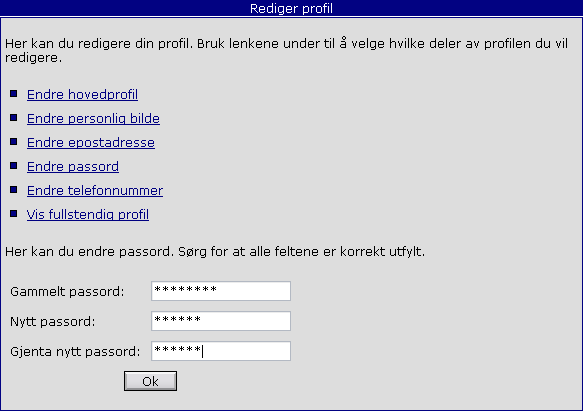 Rediger profil
Her kan du redigere din profil. Bruk lenkene under til å velge hvilke deler av profilen du vil
redigere.
Endre hovedprofil
Endre personlig bilde
Endre epostadresse
Endre passord
Endre telefonnummer
Vis fullstendig profil
Her kan du endre passord. Sørg for at alle feltene er korrekt utfylt.
Gammelt passord: ********
Nytt passord: ******
Gjenta nytt passord: ******
Ok